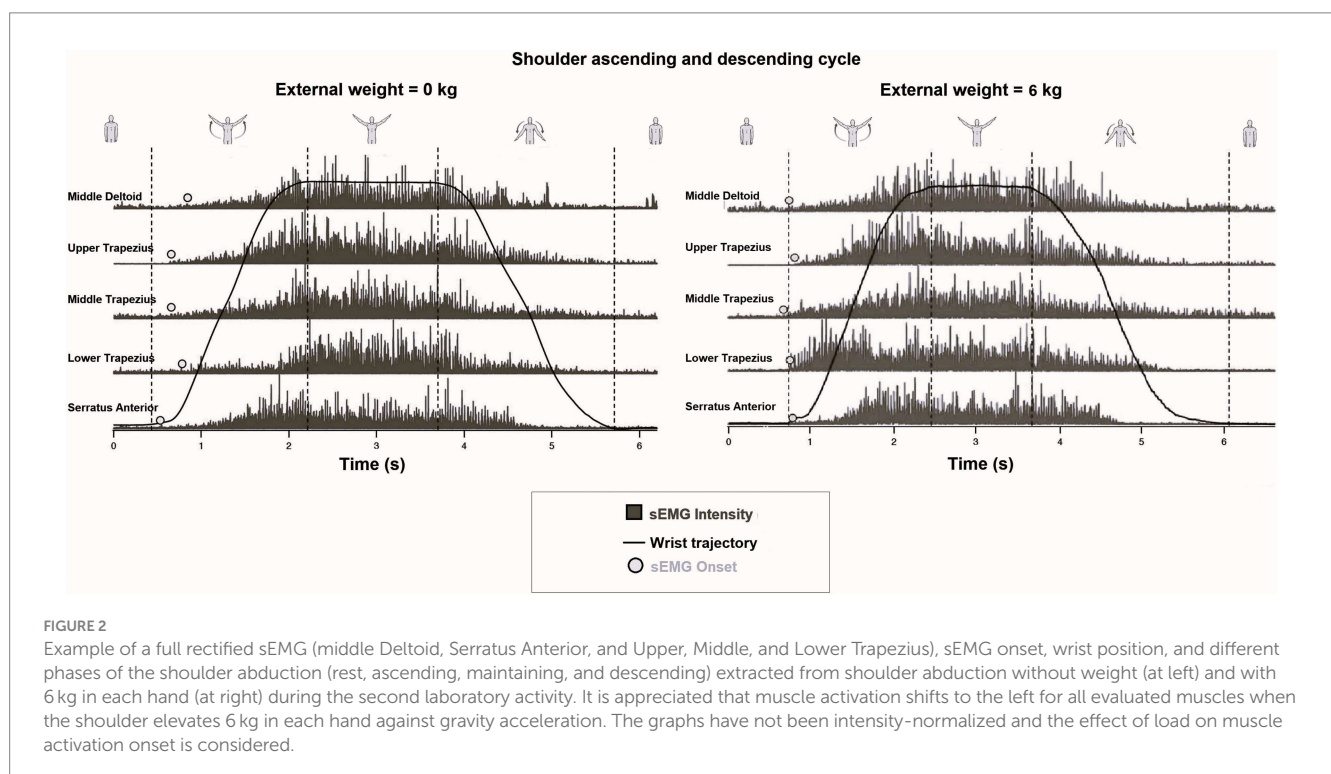 Shoulder ascending and descending cycle
External weight = 0 kg
External weight = 6 kg
Middle Deltoid
Upper Trapezius
Middle Trapezius
Lower Trapezius
Serratus Anterior
0 1 2 3 4 5 6
Time (s)
Middle Deltoid
Upper Trapezius
Middle Trapezius
Lower Trapezius
Serratus Anterior
0 1 2 3 4 5 6
Time (s)
sEMG Intensity
Wrist trajectory
sEMG Onset
FIGURE 2
Example of a full rectified sEMG (middle Deltoid, Serratus Anterior, and Upper, Middle, and Lower Trapezius), sEMG onset, wrist position, and different
phases of the shoulder abduction (rest, ascending, maintaining, and descending) extracted from shoulder abduction without weight (at left) and with
6 kg in each hand (at right) during the second laboratory activity. It is appreciated that muscle activation shifts to the left for all evaluated muscles when
the shoulder elevates 6 kg in each hand against gravity acceleration. The graphs have not been intensity-normalized and the effect of load on muscle
activation onset is considered.